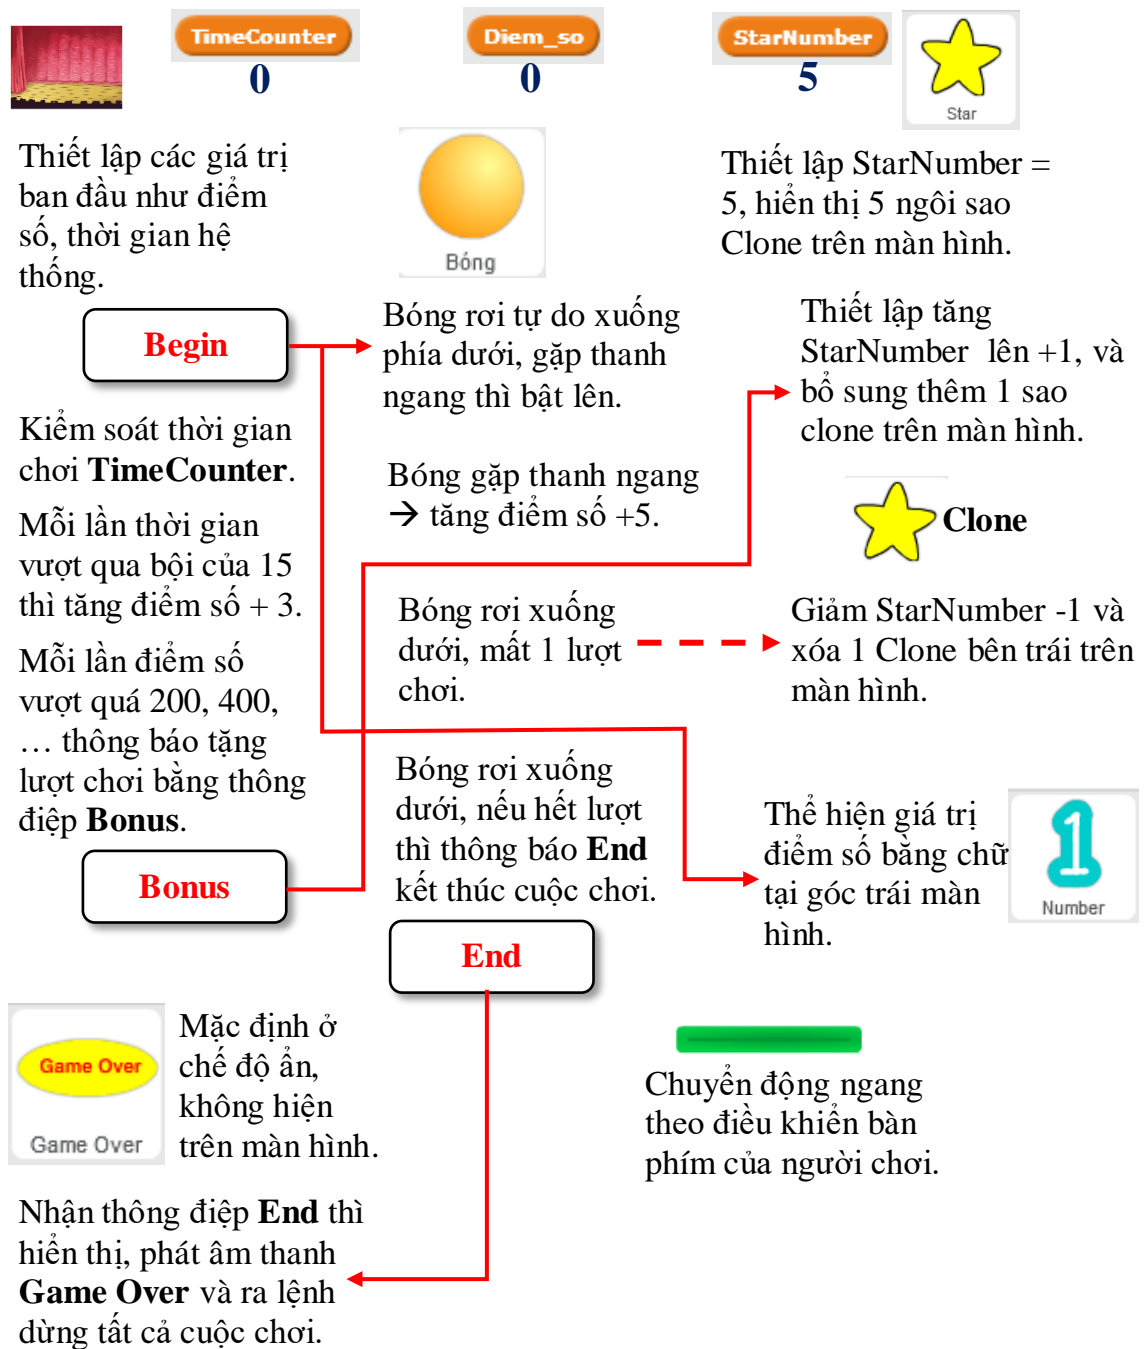 TimeCounter
0
Diem_so
0
StarNumber
5
Star
Thiết lập các giá trị
ban đầu như điểm
số, thời gian hệ
thống.
Bóng
Thiết lập StarNumber =
5, hiển thị 5 ngôi sao
Clone trên màn hình.
Begin
Bóng rơi tự do xuống
phía dưới, gặp thanh
ngang thì bật lên.
Thiết lập tăng
StarNumber lên +1, và
bổ sung thêm 1 sao
clone trên màn hình.
Kiểm soát thời gian
chơi TimeCounter.
Bóng gặp thanh ngang
→ tăng điểm số +5.
Clone
Mỗi lần thời gian
vượt qua bội của 15
thì tăng điểm số + 3.
Bóng rơi xuống
dưới, mất 1 lượt
chơi.
Giảm StarNumber -1 và
xóa 1 Clone bên trái trên
màn hình.
Mỗi lần điểm số
vượt quá 200, 400,
… thông báo tặng
lượt chơi bằng thông
điệp Bonus.
Bóng rơi xuống
dưới, nếu hết lượt
thì thông báo End
kết thúc cuộc chơi.
Thể hiện giá trị
điểm số bằng chữ
tại góc trái màn
hình.
1
Number
Bonus
End
Game Over
Game Over
Mặc định ở
chế độ ẩn,
không hiện
trên màn hình.
Chuyển động ngang
theo điều khiển bàn
phím của người chơi.
Nhận thông điệp End thì
hiển thị, phát âm thanh
Game Over và ra lệnh
dừng tất cả cuộc chơi.